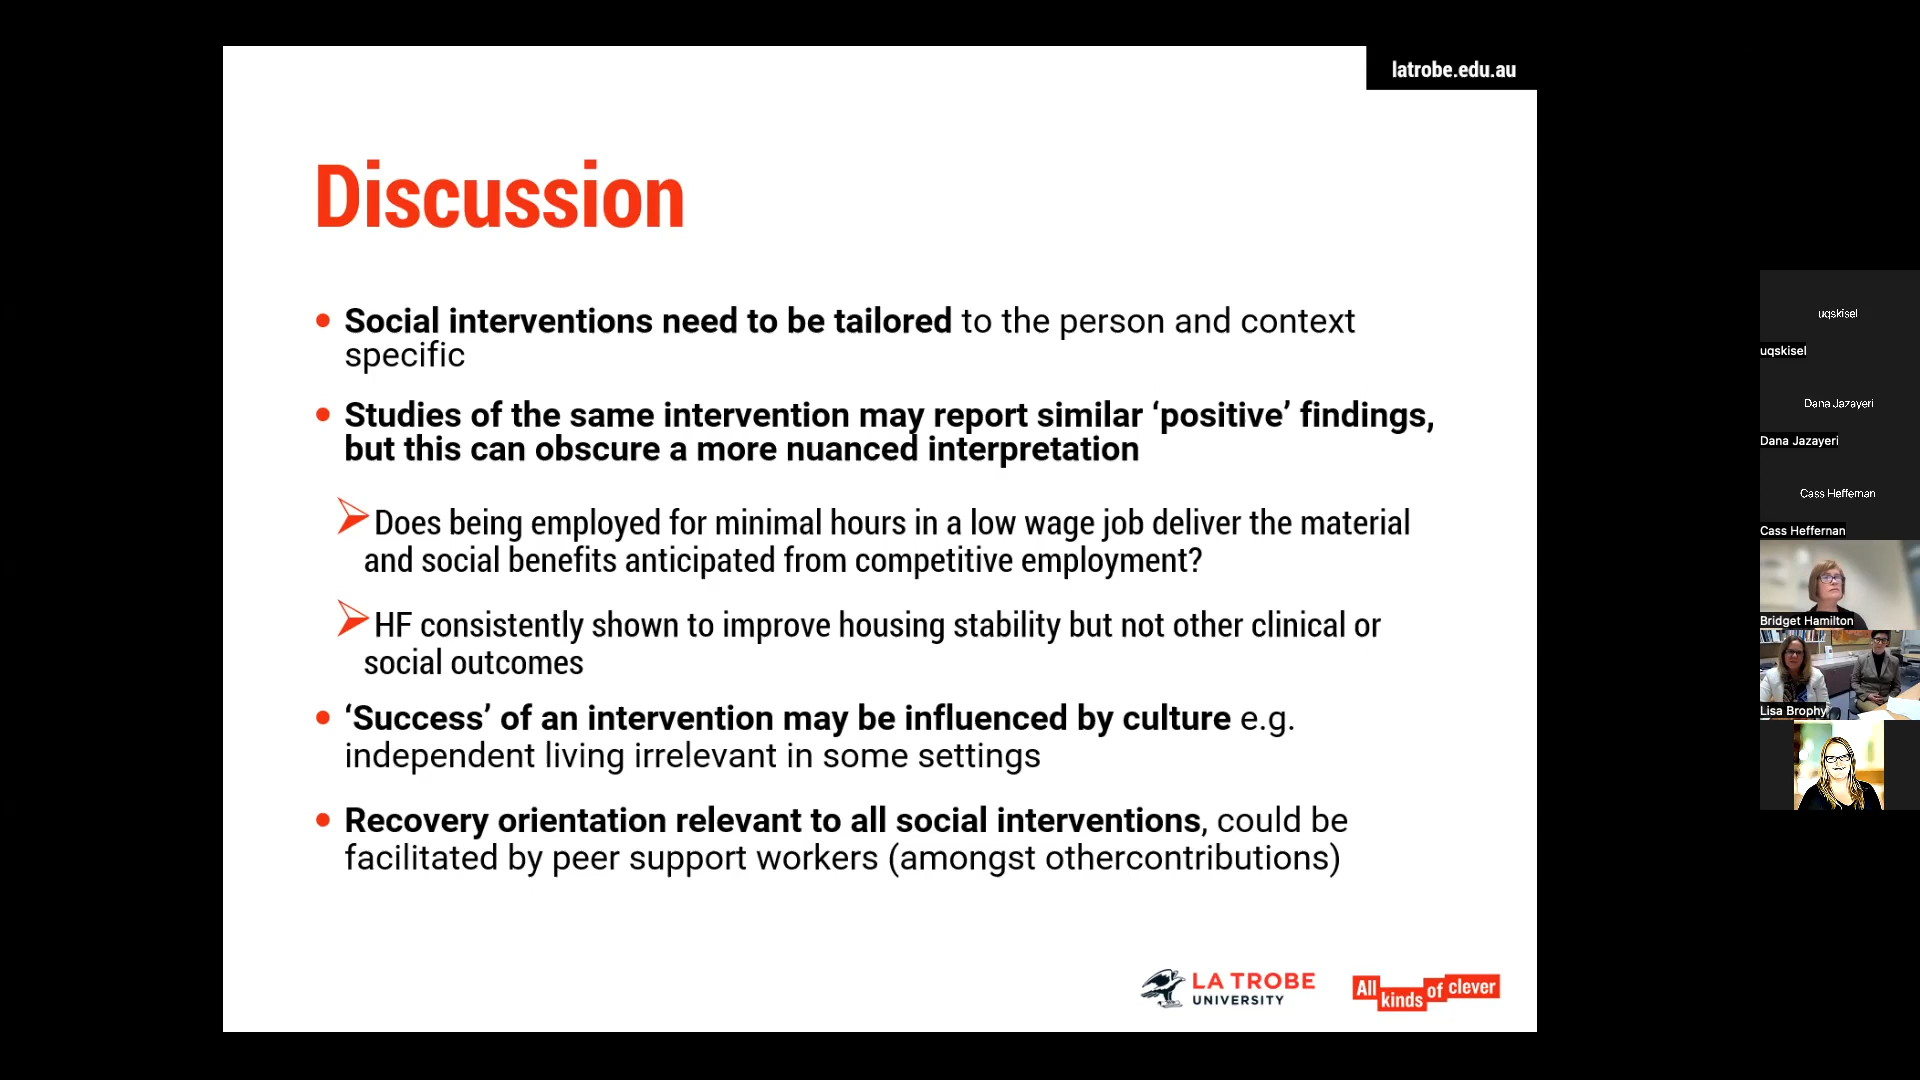 latrobe.edu.au
Discussion
• Social interventions need to be tailored to the person and context
specific
• Studies of the same intervention may report similar ‘positive’ findings,
but this can obscure a more nuanced interpretation
➢Does being employed for minimal hours in a low wage job deliver the material
and social benefits anticipated from competitive employment?
➢HF consistently shown to improve housing stability but not other clinical or
social outcomes
• ‘Success’ of an intervention may be influenced by culture e.g.
independent living irrelevant in some settings
• Recovery orientation relevant to all social interventions, could be
facilitated by peer support workers (amongst othercontributions)
LA TROBE
UNIVERSITY
All kinds of clever
uqskisel
uqskisel
Dana Jazayeri
Dana Jazayeri
Cass Heffernan
Cass Heffernan
Bridget Hamilton
Lisa Brophy